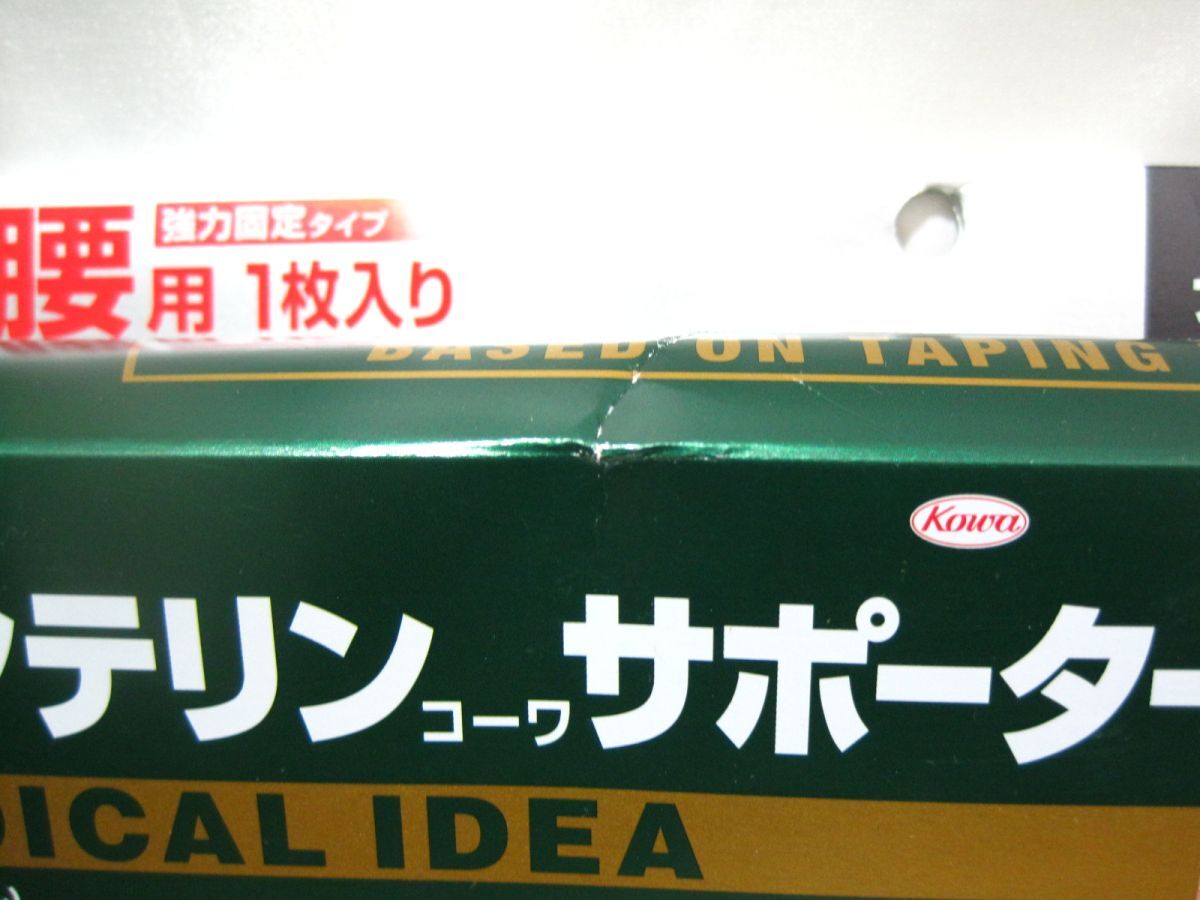 強力固定タイプ
腰用 1枚入り
BASED ON TAPING
Kowa
テリンコーワサポーター
DICAL IDEA